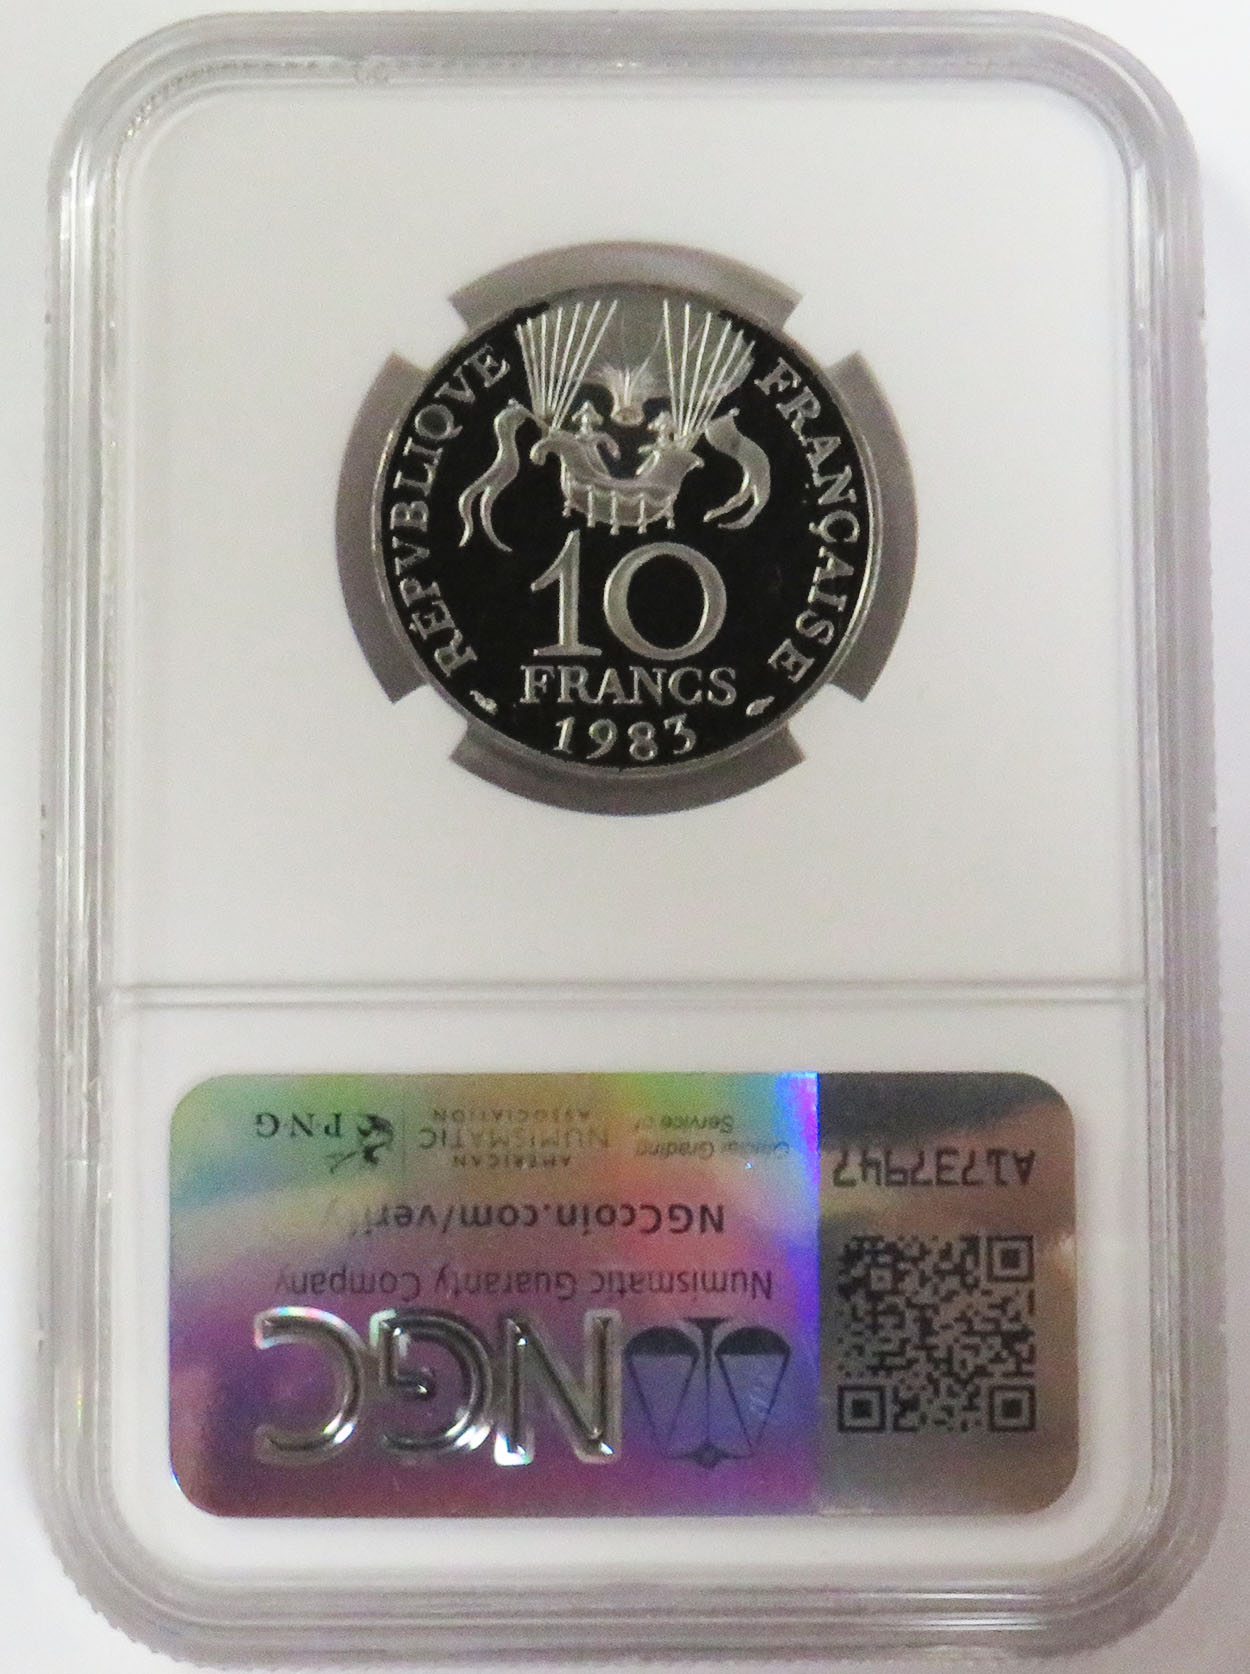 RÉPVBLIQVE FRANÇAISE
10
FRANCS
1983
NGC
Numismatic Guaranty Company
NGCcoin.com/verify
Global Grading
Service of
AMERICAN
NUMISMATIC
ASSOCIATION
PNG
A1737947